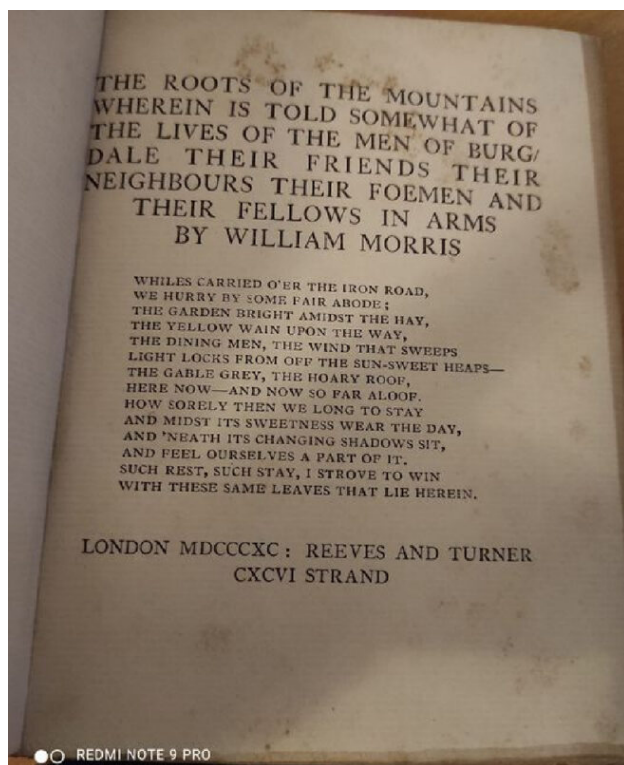 THE ROOTS OF THE MOUNTAINS
WHEREIN IS TOLD SOMEWHAT OF
THE LIVES OF THE MEN OF BURG/
DALE THEIR FRIENDS THEIR
NEIGHBOURS THEIR FOEMEN AND
THEIR FELLOWS IN ARMS
BY WILLIAM MORRIS
WHILES CARRIED O'ER THE IRON ROAD,
WE HURRY BY SOME FAIR ABODE;
THE GARDEN BRIGHT AMIDST THE HAY,
THE YELLOW WAIN UPON THE WAY,
THE DINING MEN, THE WIND THAT SWEEPS
LIGHT LOCKS FROM OFF THE SUN-SWEET HEAPS—
THE GABLE GREY, THE HOARY ROOF,
HERE NOW—AND NOW SO FAR ALOOF.
HOW SORELY THEN WE LONG TO STAY
AND MIDST ITS SWEETNESS WEAR THE DAY,
AND 'NEATH ITS CHANGING SHADOWS SIT,
AND FEEL OURSELVES A PART OF IT.
SUCH REST, SUCH STAY, I STROVE TO WIN
WITH THESE SAME LEAVES THAT LIE HEREIN.
LONDON MDCCCXC: REEVES AND TURNER
CXCVI STRAND
REDMI NOTE 9 PRO